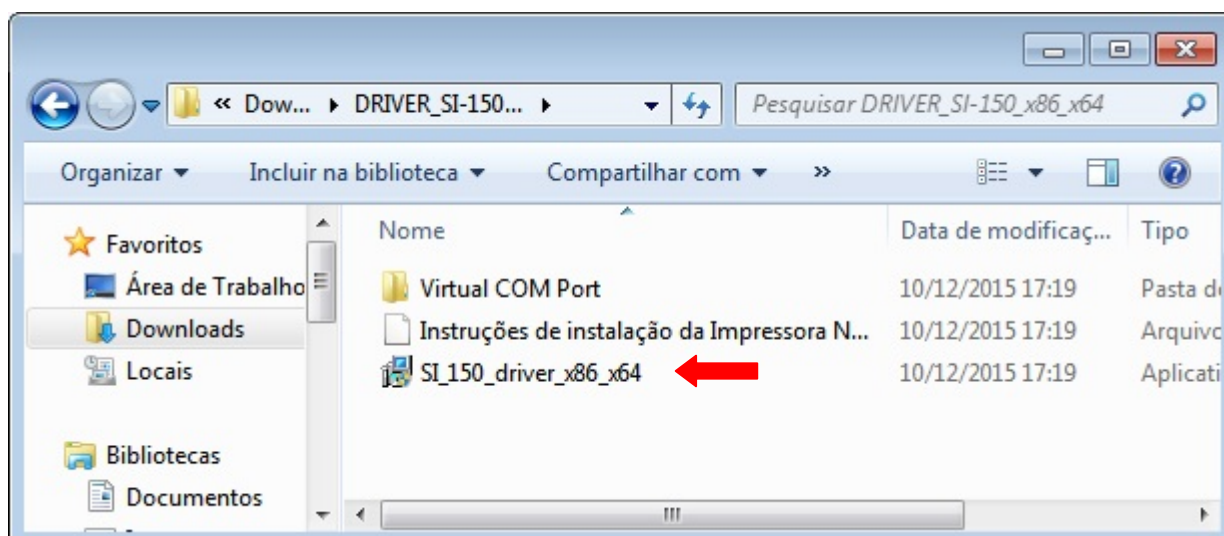 « Dow... DRIVER_SI-150... Pesquisar DRIVER_SI-150_x86_x64
Organizar Incluir na biblioteca Compartilhar com »
Favoritos Nome Data de modificaç... Tipo
Área de Trabalho Virtual COM Port 10/12/2015 17:19 Pasta d
Downloads Instruções de instalação da Impressora N... 10/12/2015 17:19 Arquivo
Locais SI_150_driver_x86_x64 10/12/2015 17:19 Aplicati
Bibliotecas
Documentos